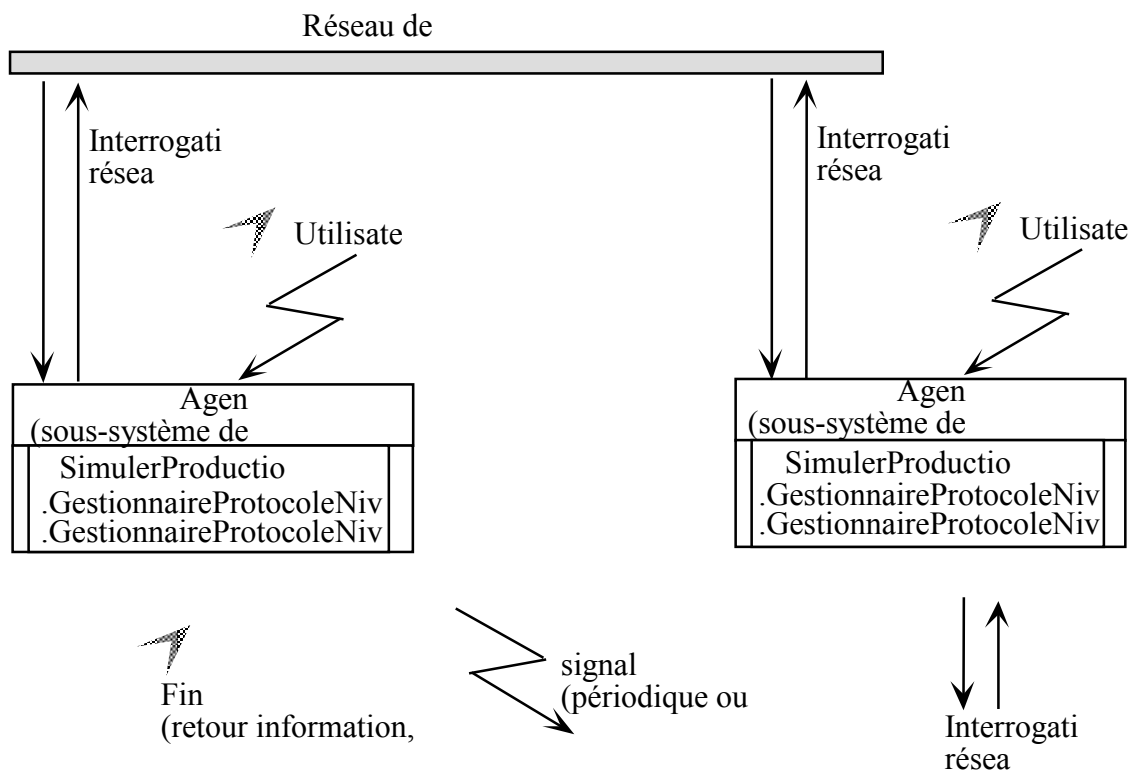 Réseau de
Interrogati
résea
Interrogati
résea
Utilisate
Utilisate
Agen
(sous-système de
SimulerProductio
.GestionnaireProtocoleNiv
.GestionnaireProtocoleNiv
Agen
(sous-système de
SimulerProductio
.GestionnaireProtocoleNiv
.GestionnaireProtocoleNiv
Fin
(retour information,
signal
(périodique ou
Interrogati
résea